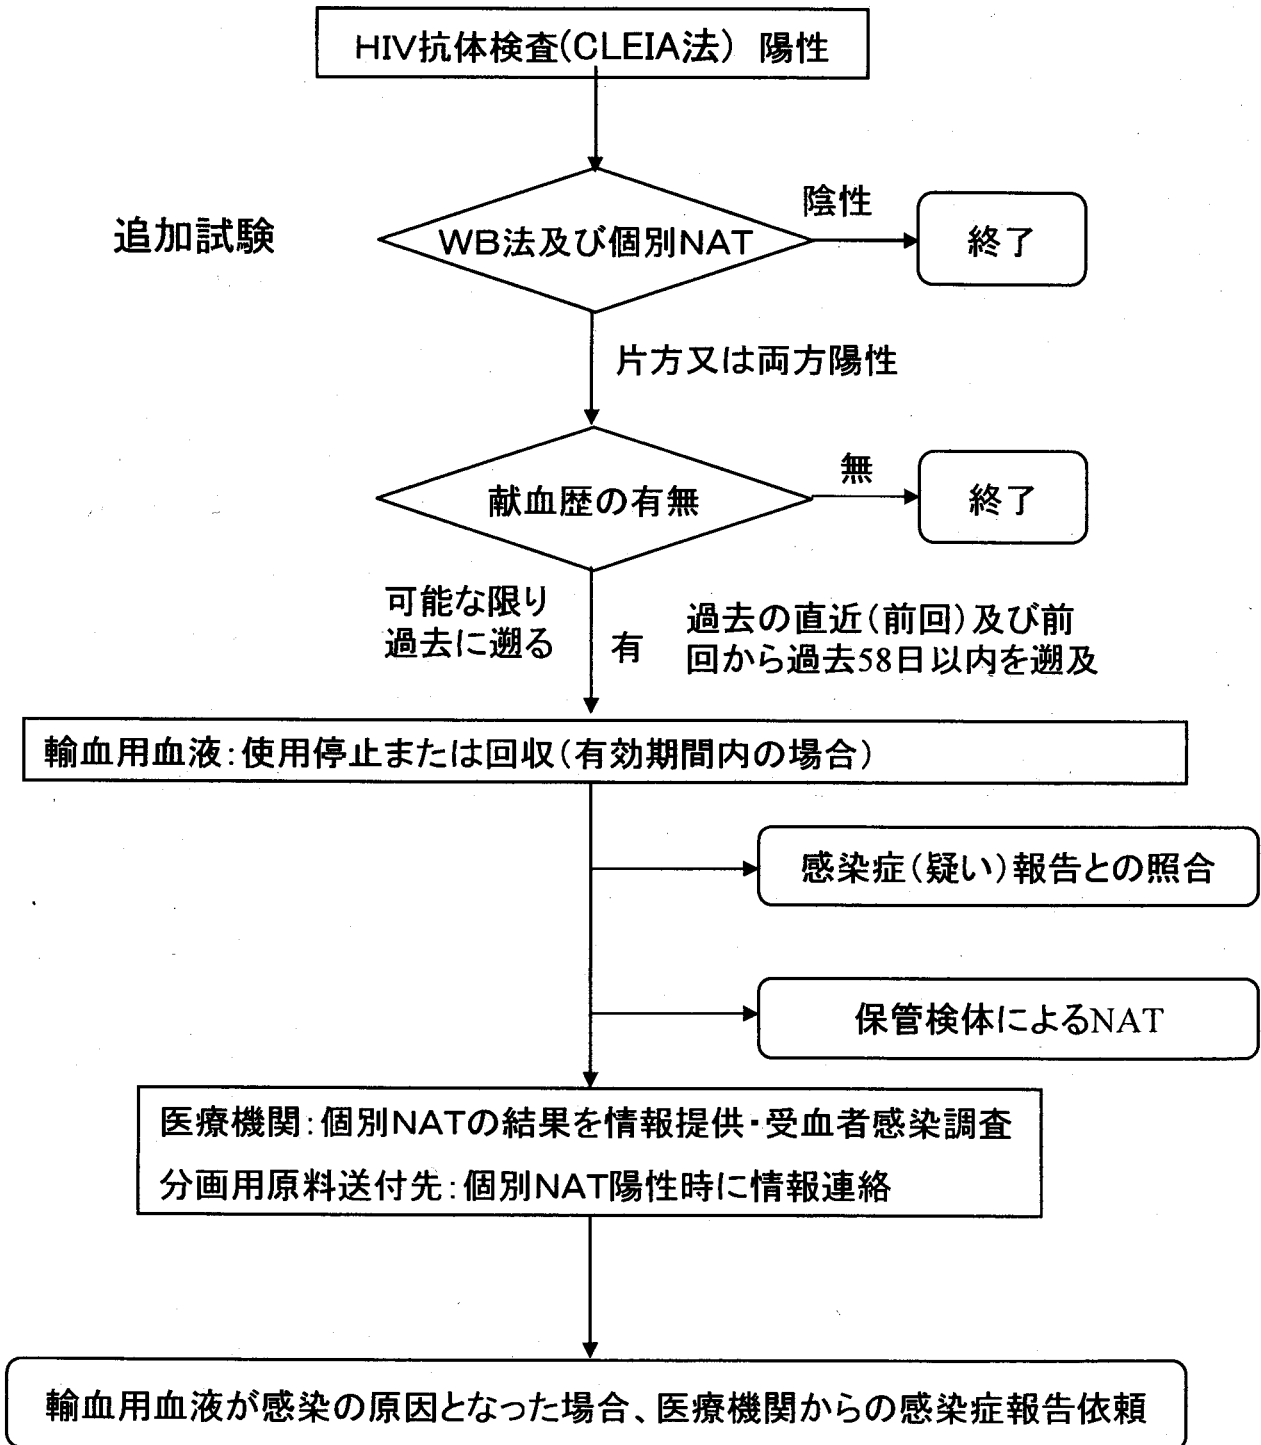 HIV抗体検査(CLEIA法) 陽性
追加試験
WB法及び個別NAT
陰性
終了
片方又は両方陽性
献血歴の有無
無
終了
可能な限り
過去に遡る
有
過去の直近(前回)及び前
回から過去58日以内を遡及
輸血用血液:使用停止または回収(有効期間内の場合)
感染症(疑い)報告との照合
保管検体によるNAT
医療機関:個別NATの結果を情報提供・受血者感染調査
分画用原料送付先:個別NAT陽性時に情報連絡
輸血用血液が感染の原因となった場合、医療機関からの感染症報告依頼